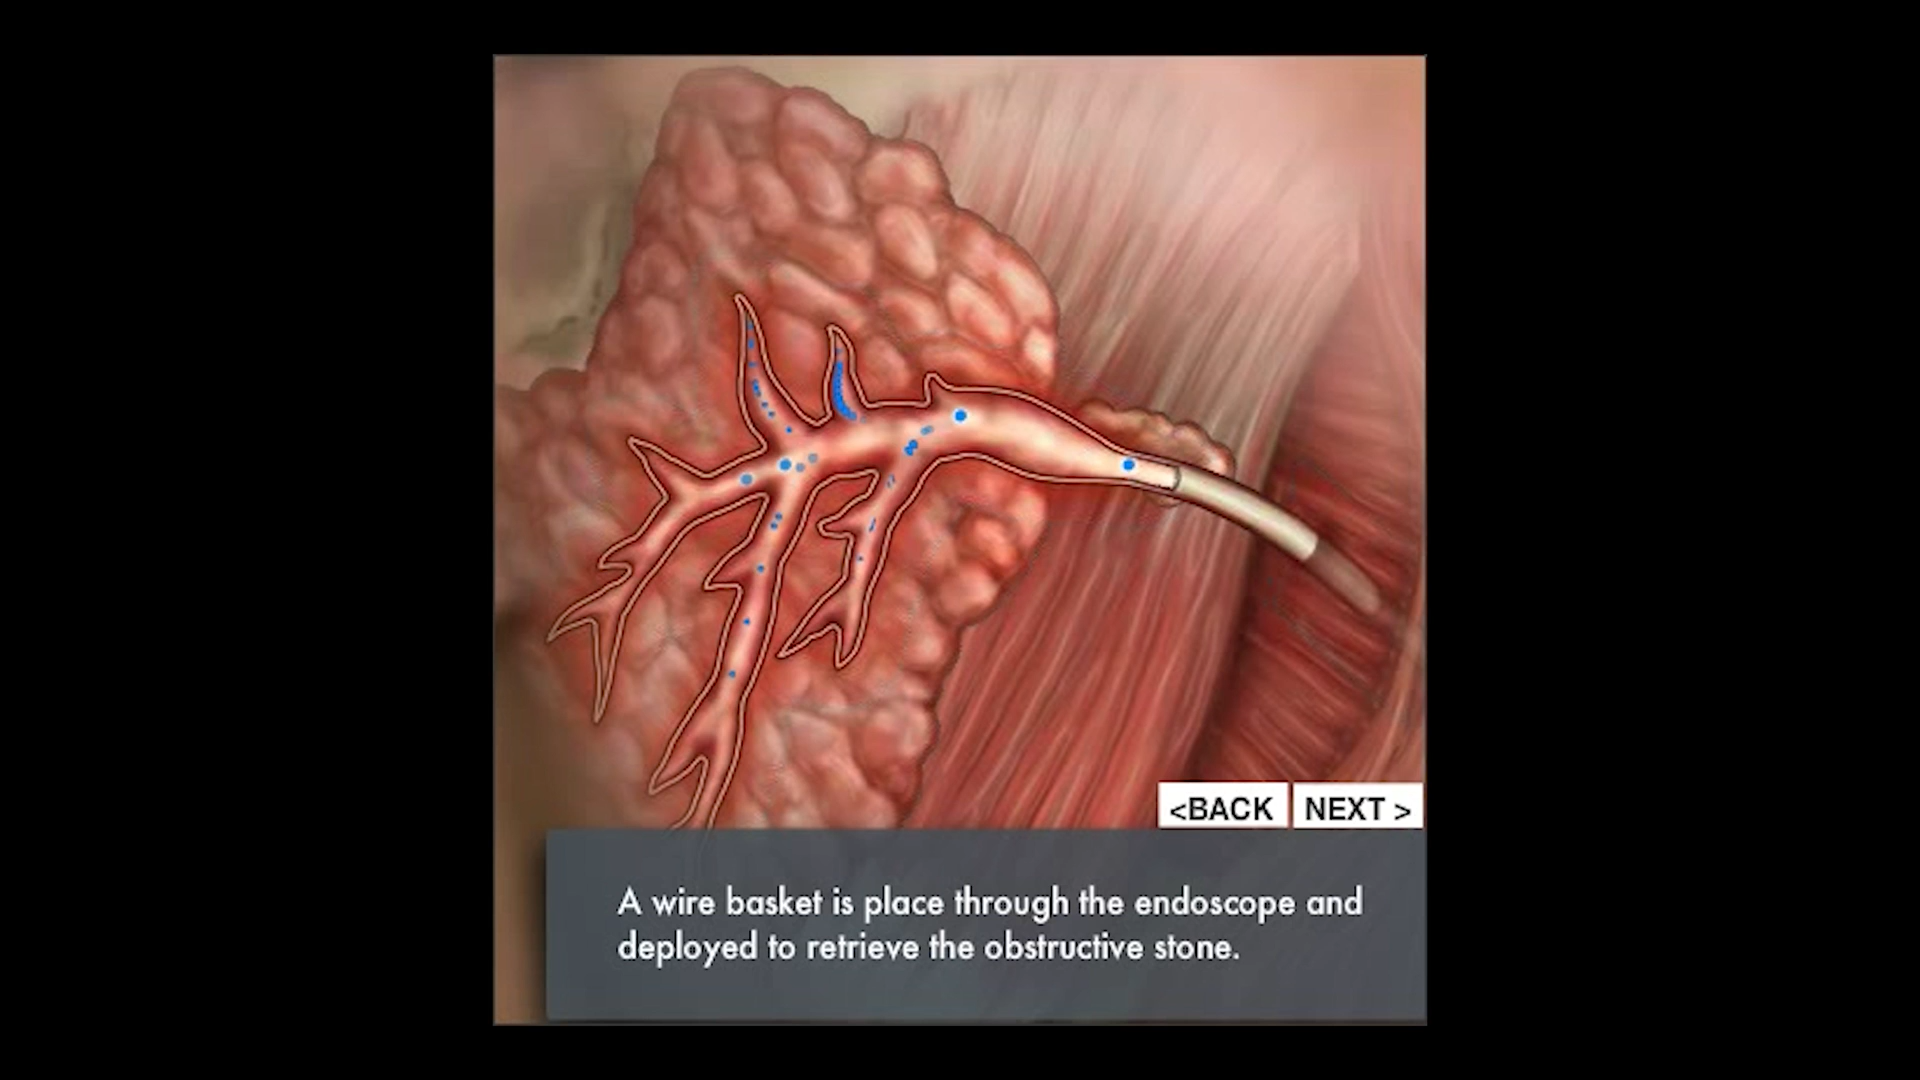 <BACK NEXT >
A wire basket is place through the endoscope and
deployed to retrieve the obstructive stone.